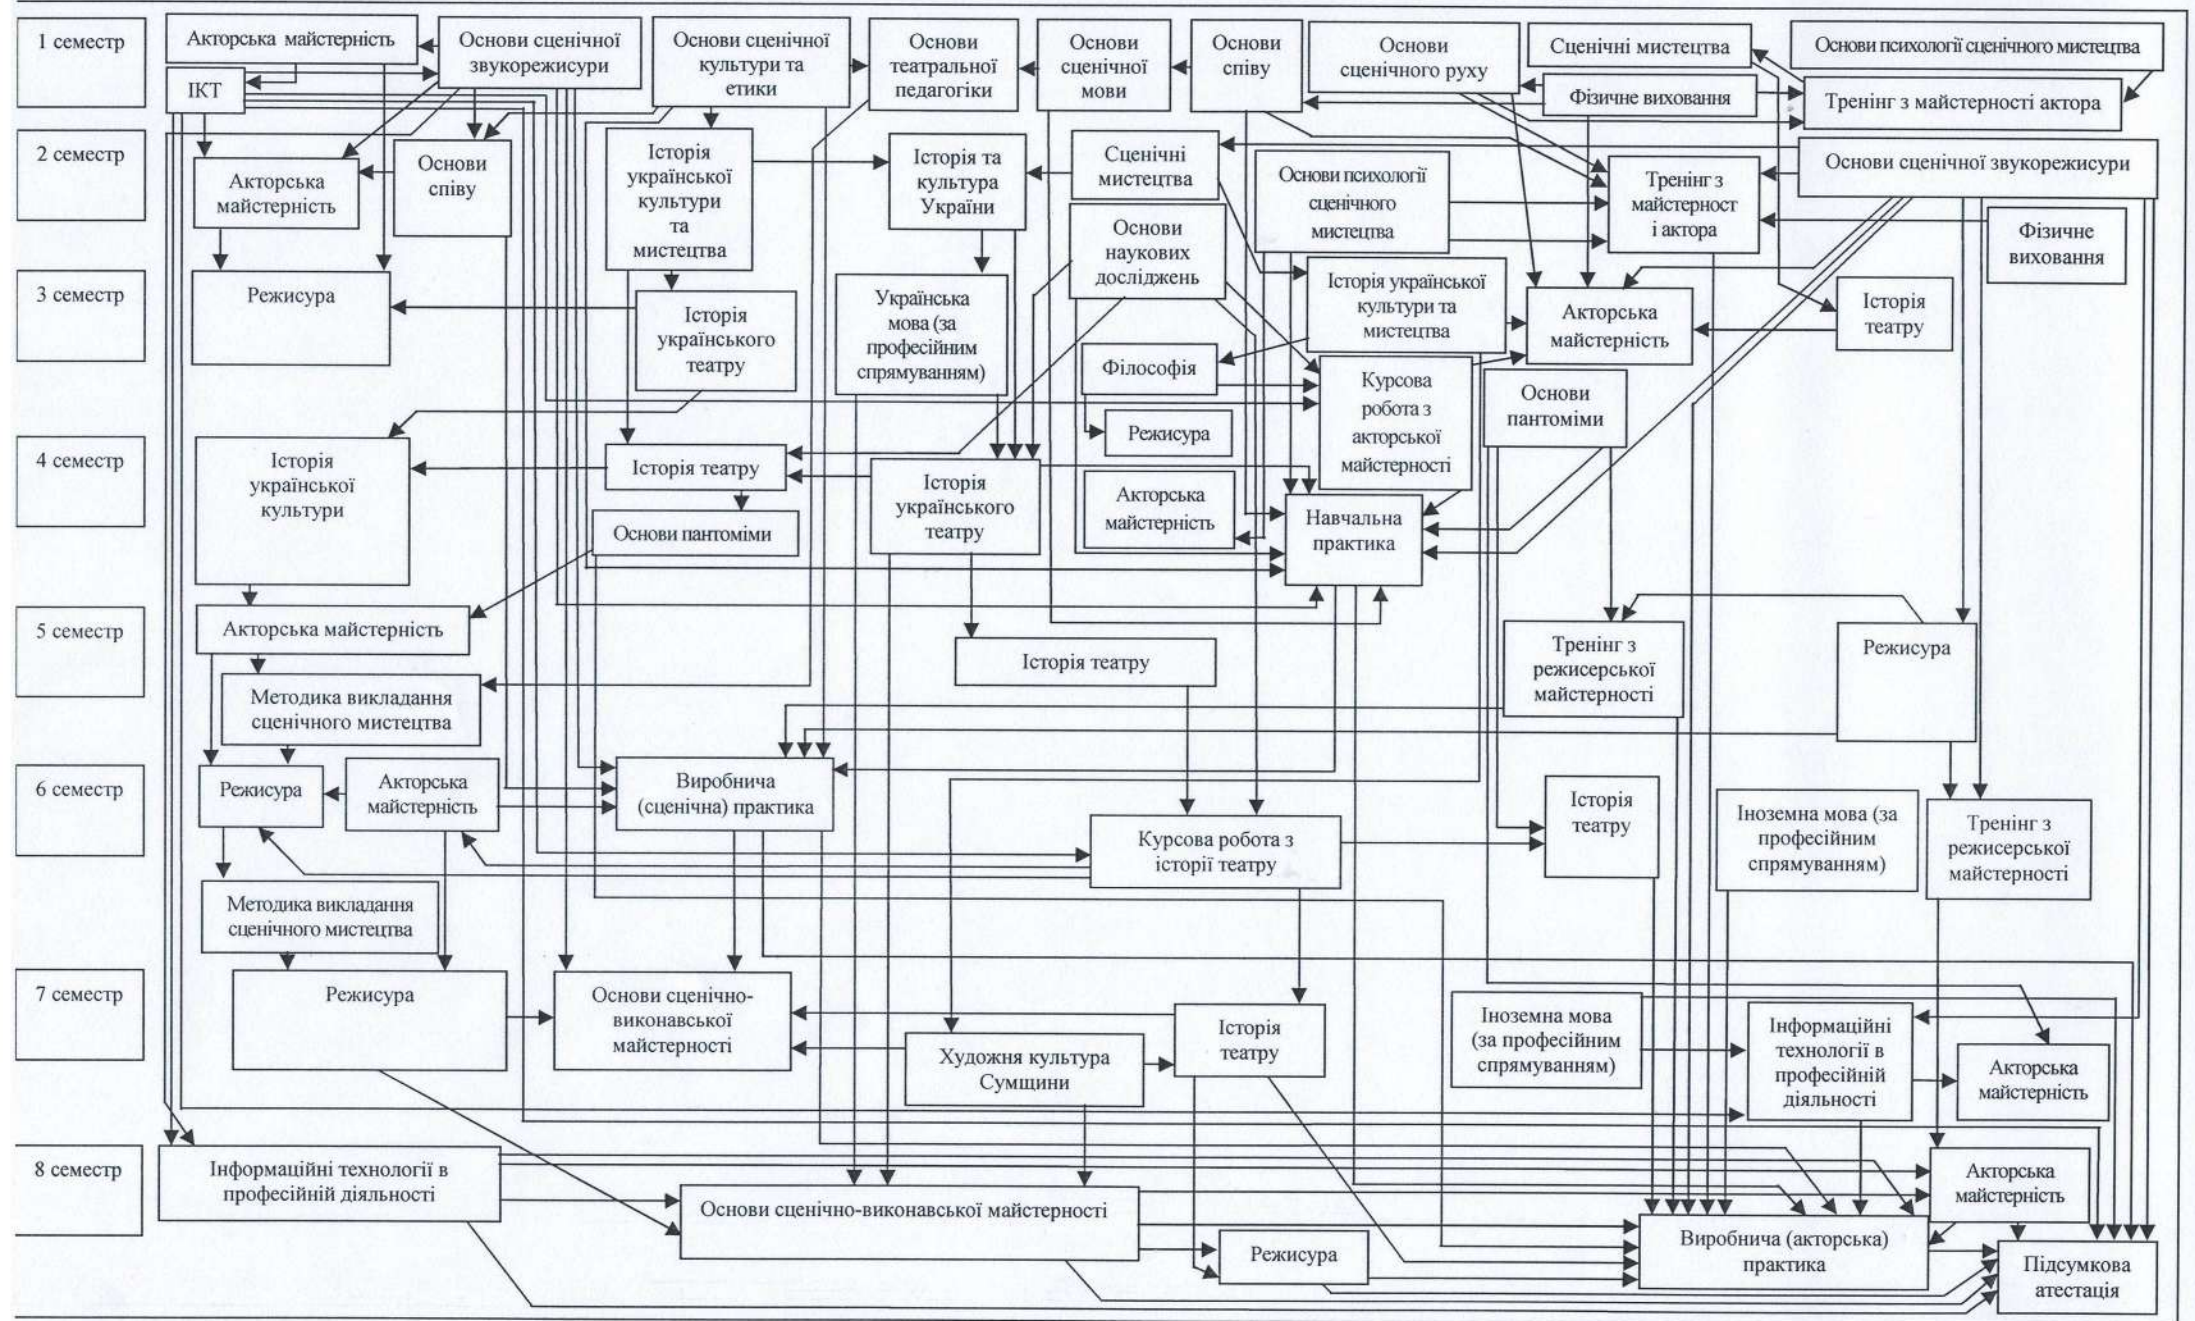 1 семестр
Акторська майстерність
ІКТ
Основи сценічної
звукорежисури
Основи сценічної
культури та
етики
Основи
театральної
педагогіки
Основи
сценічної
мови
Основи
співу
Основи
сценічного руху
Сценічні мистецтва
Фізичне виховання
Основи психології сценічного мистецтва
Тренінг з майстерності актора
2 семестр
Акторська
майстерність
Основи
співу
Історія
української
культури
та
мистецтва
Історія та
культура
України
Сценічні
мистецтва
Основи
наукових
досліджень
Основи психології
сценічного
мистецтва
Тренінг з
майстерност
і актора
Основи сценічної звукорежисури
Фізичне
виховання
3 семестр
Режисура
Історія
українського
театру
Українська
мова (за
професійним
спрямуванням)
Філософія
Режисура
Історія української
культури та
мистецтва
Курсова
робота з
акторської
майстерності
Акторська
майстерність
Основи
пантоміми
Історія
театру
4 семестр
Історія
української
культури
Історія театру
Основи пантоміми
Історія
українського
театру
Акторська
майстерність
Навчальна
практика
5 семестр
Акторська майстерність
Методика викладання
сценічного мистецтва
Історія театру
Тренінг з
режисерської
майстерності
Режисура
6 семестр
Режисура
Акторська
майстерність
Виробнича
(сценічна) практика
Курсова робота з
історії театру
Історія
театру
Іноземна мова (за
професійним
спрямуванням)
Тренінг з
режисерської
майстерності
Методика викладання
сценічного мистецтва
7 семестр
Режисура
Основи сценічно-
виконавської
майстерності
Художня культура
Сумщини
Історія
театру
Іноземна мова
(за професійним
спрямуванням)
Інформаційні
технології в
професійній
діяльності
Акторська
майстерність
8 семестр
Інформаційні технології в
професійній діяльності
Основи сценічно-виконавської майстерності
Режисура
Виробнича (акторська)
практика
Акторська
майстерність
Підсумкова
атестація